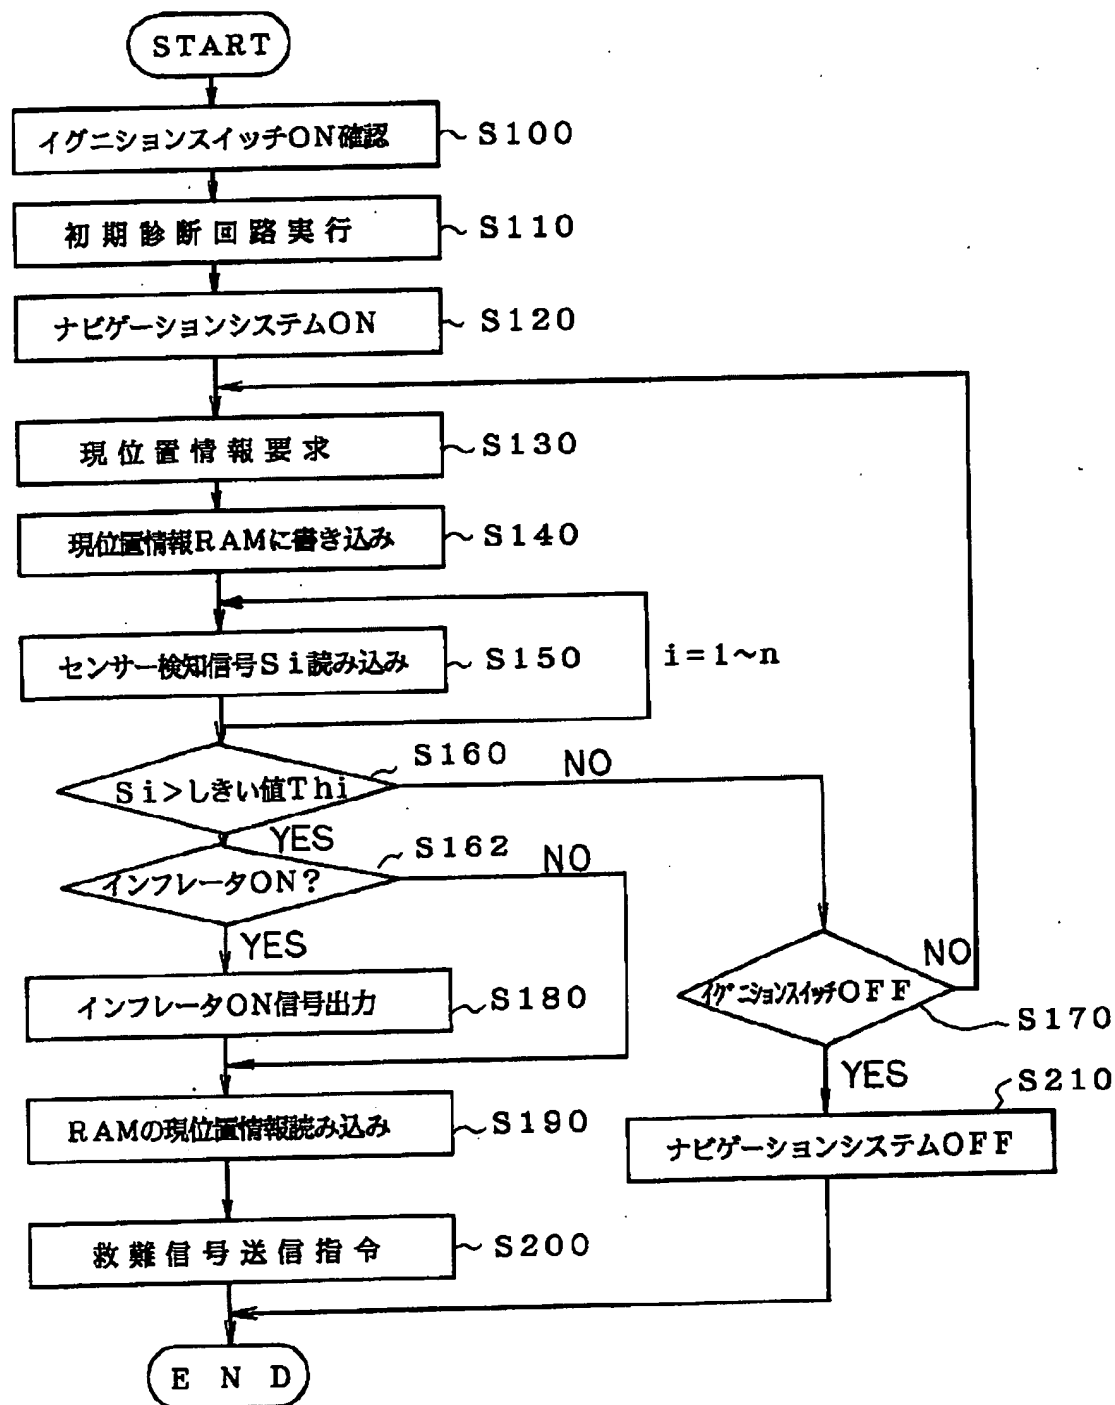 START
イグニションスイッチON確認
S100
初期診断回路実行
S110
ナビゲーションシステムON
S120
現位置情報要求
S130
現位置情報RAMに書き込み
S140
センサー検知信号Si読み込み
S150
i=1~n
Si>しきい値Thi
S160
NO
YES
インフレータON?
S162
NO
YES
イグニションスイッチOFF
NO
S170
YES
インフレータON信号出力
S180
ナビゲーションシステムOFF
S210
RAMの現位置情報読み込み
S190
救難信号送信指令
S200
END